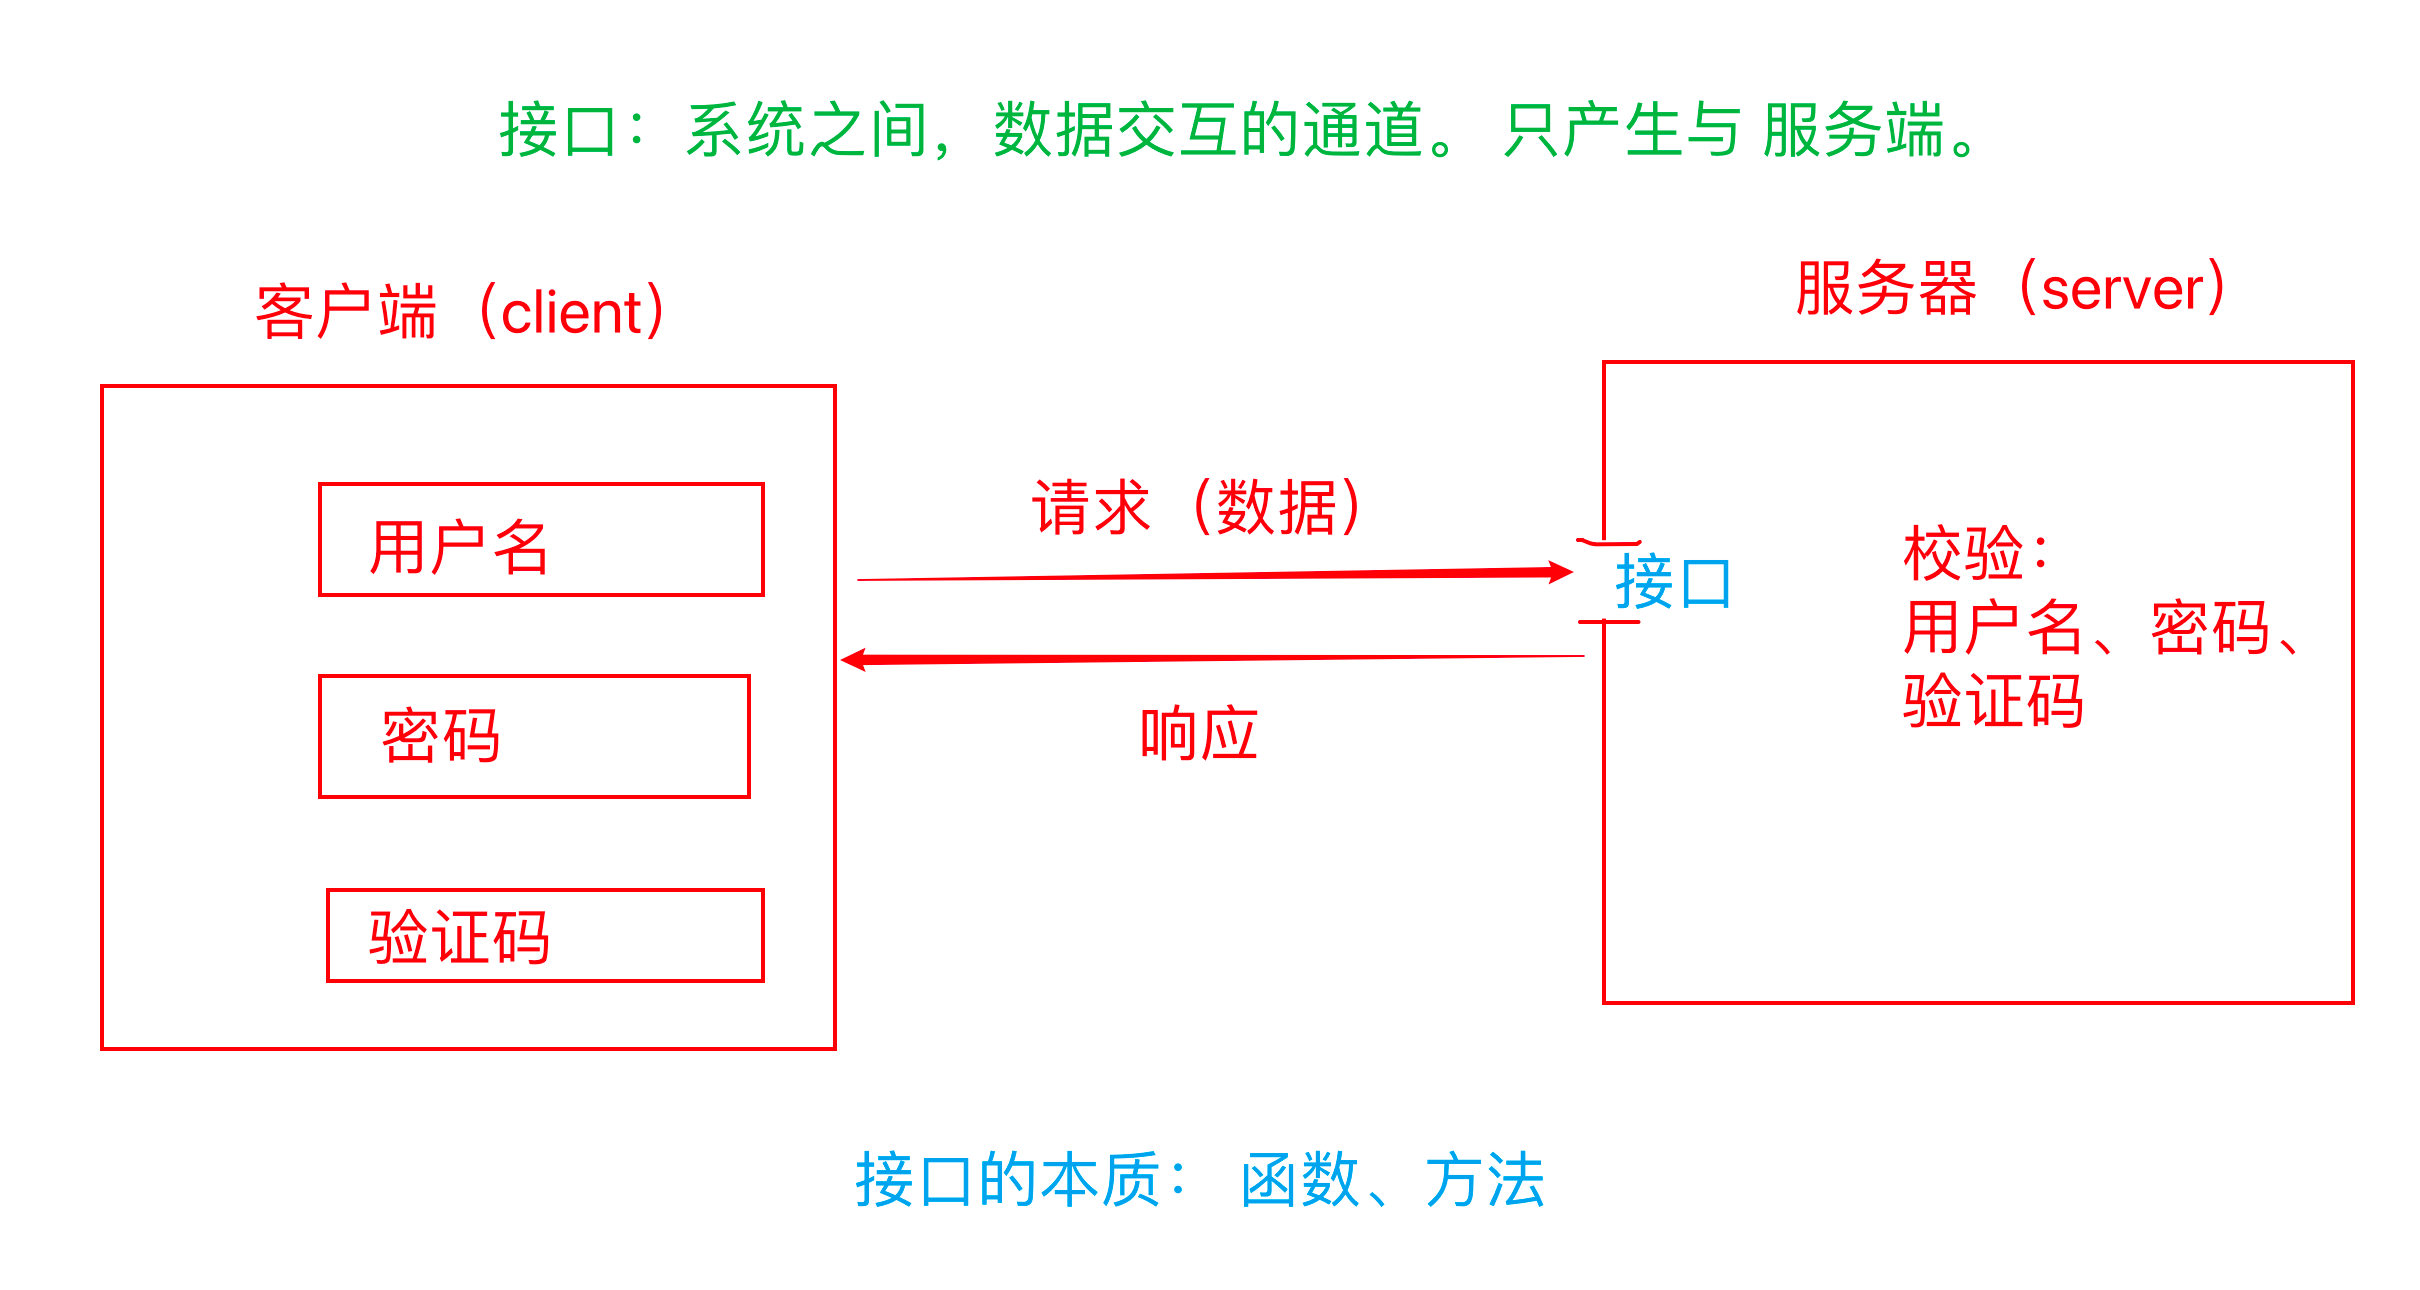 接口：系统之间，数据交互的通道。 只产生与 服务端。
客户端（client）
服务器（server）
用户名
密码
验证码
请求（数据）
响应
接口
校验：
用户名、密码、
验证码
接口的本质： 函数、方法